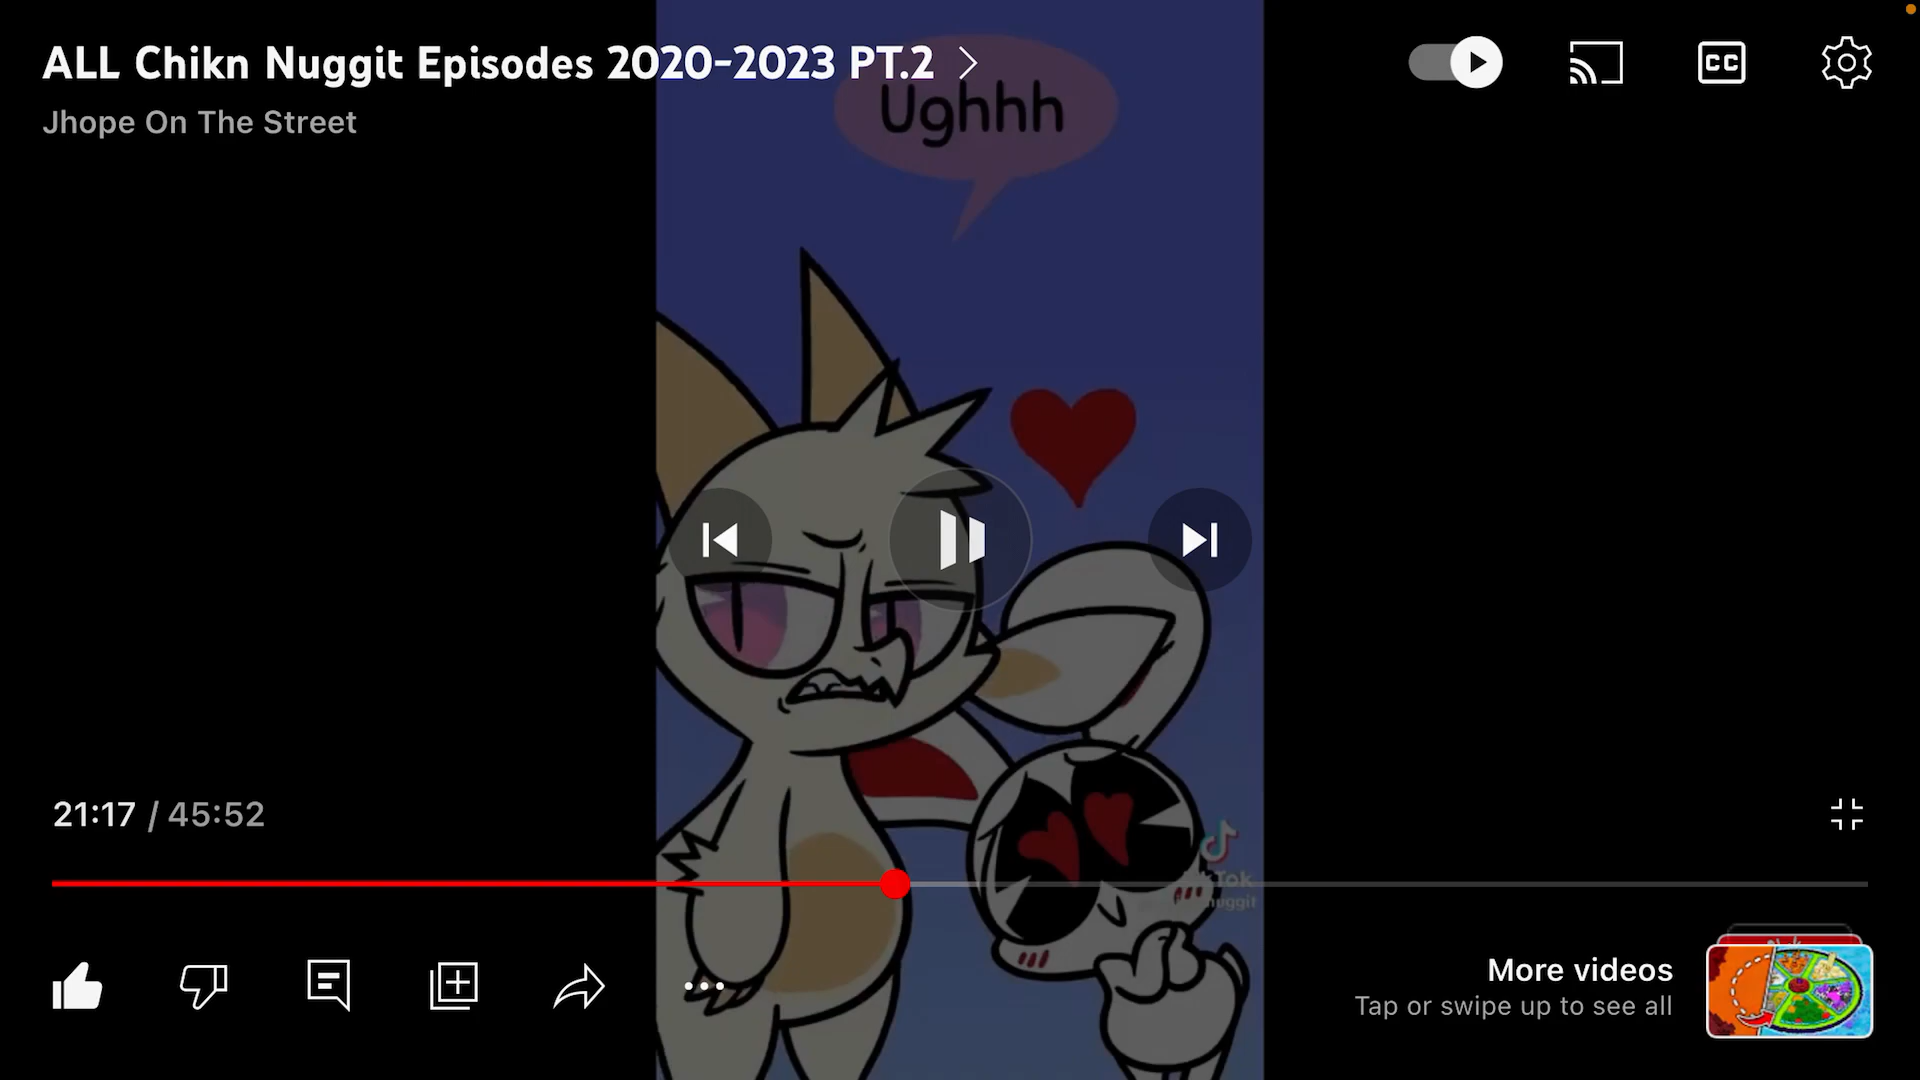 ALL Chikn Nuggit Episodes 2020-2023 PT.2
Jhope On The Street
CC
Ughhh
21:17 / 45:52
More videos
Tap or swipe up to see all